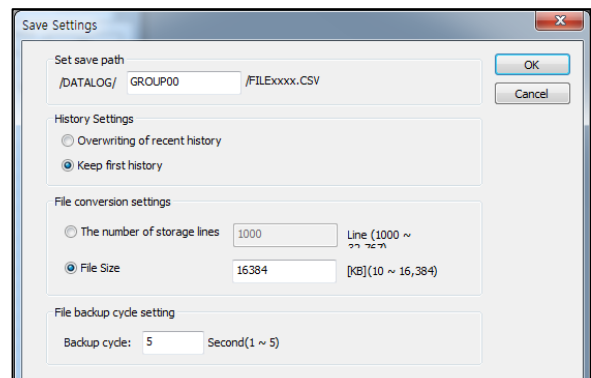 Save Settings
Set save path
/DATALOG/ GROUP00 /FILExxxx.CSV
OK
Cancel
History Settings
Overwriting of recent history
Keep first history
File conversion settings
The number of storage lines 1000 Line (1000 ~
32,767)
File Size 16384 [KB](10 ~ 16,384)
File backup cycle setting
Backup cycle: 5 Second(1 ~ 5)